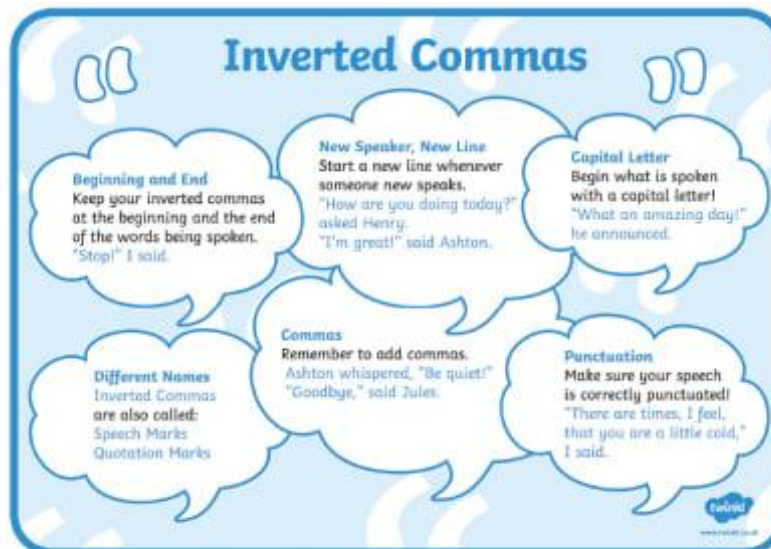 Inverted Commas
Beginning and End
Keep your inverted commas
at the beginning and the end
of the words being spoken.
"Stop!" I said.
New Speaker, New Line
Start a new line whenever
someone new speaks.
"How are you doing today?"
asked Henry.
"I'm great!" said Ashton.
Capital Letter
Begin what is spoken
with a capital letter!
"What an amazing day!"
he announced.
Different Names
Inverted Commas
are also called:
Speech Marks
Quotation Marks
Commas
Remember to add commas.
Ashton whispered, "Be quiet!"
"Goodbye," said Jules.
Punctuation
Make sure your speech
is correctly punctuated!
"There are times, I feel,
that you are a little cold,"
I said.
twinkl
www.twinkl.co.uk